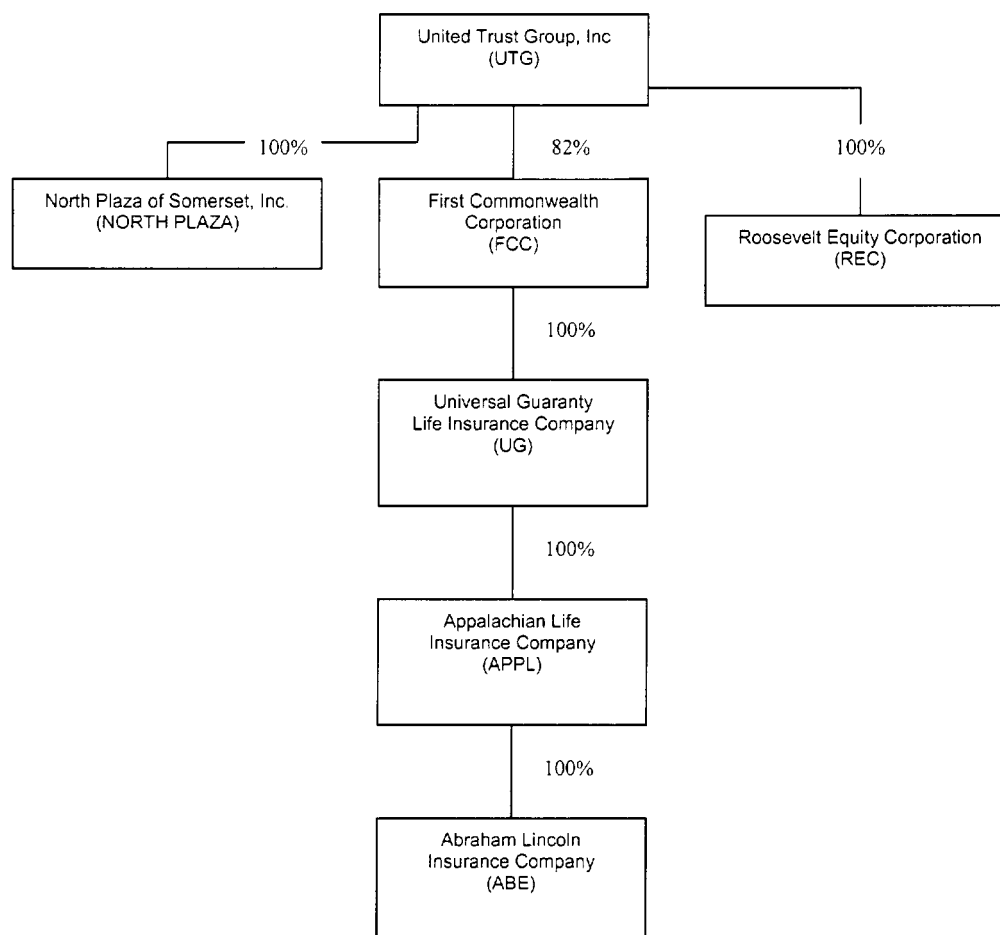 United Trust Group, Inc
(UTG)
100%
82%
100%
North Plaza of Somerset, Inc.
(NORTH PLAZA)
First Commonwealth
Corporation
(FCC)
Roosevelt Equity Corporation
(REC)
100%
Universal Guaranty
Life Insurance Company
(UG)
100%
Appalachian Life
Insurance Company
(APPL)
100%
Abraham Lincoln
Insurance Company
(ABE)